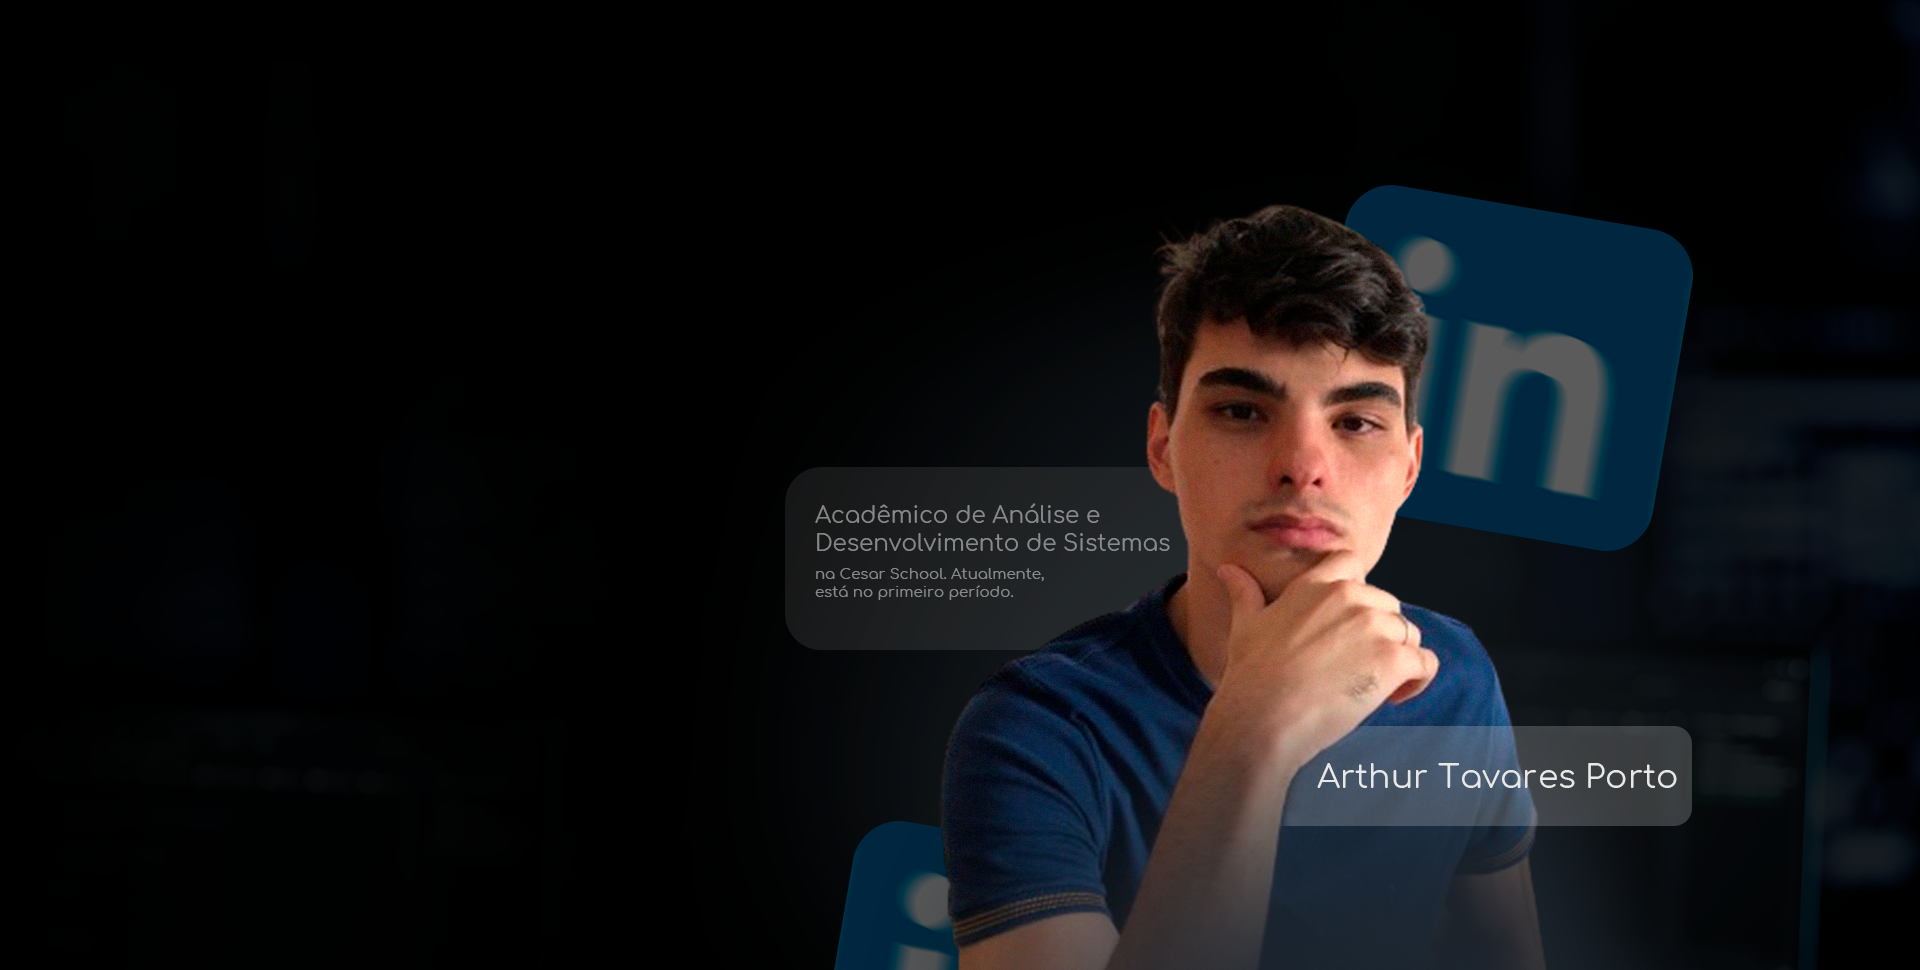 in
Acadêmico de Análise e
Desenvolvimento de Sistemas
na Cesar School. Atualmente,
está no primeiro período.
Arthur Tavares Porto